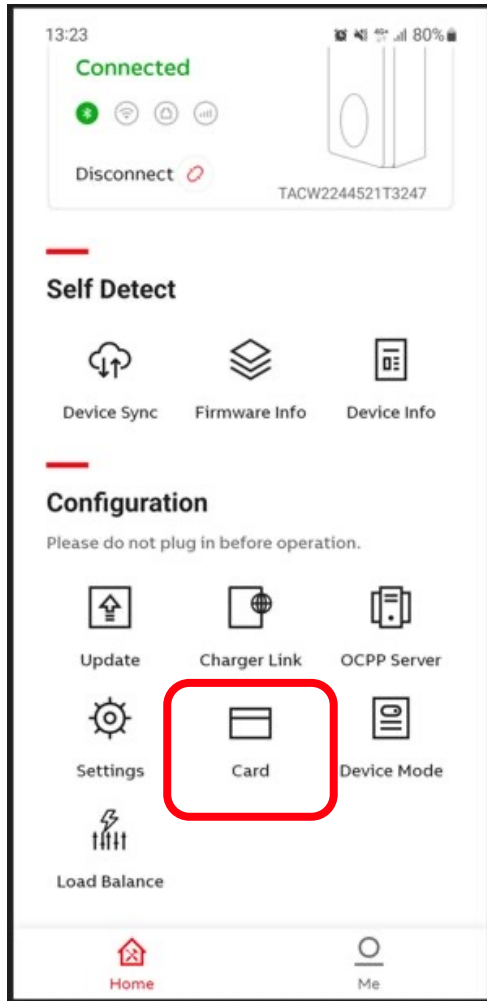 13:23 80%
Connected
Disconnect
TACW2244521T3247
Self Detect
Device Sync Firmware Info Device Info
Configuration
Please do not plug in before operation.
Update Charger Link OCPP Server
Settings Card Device Mode
Load Balance
Home Me